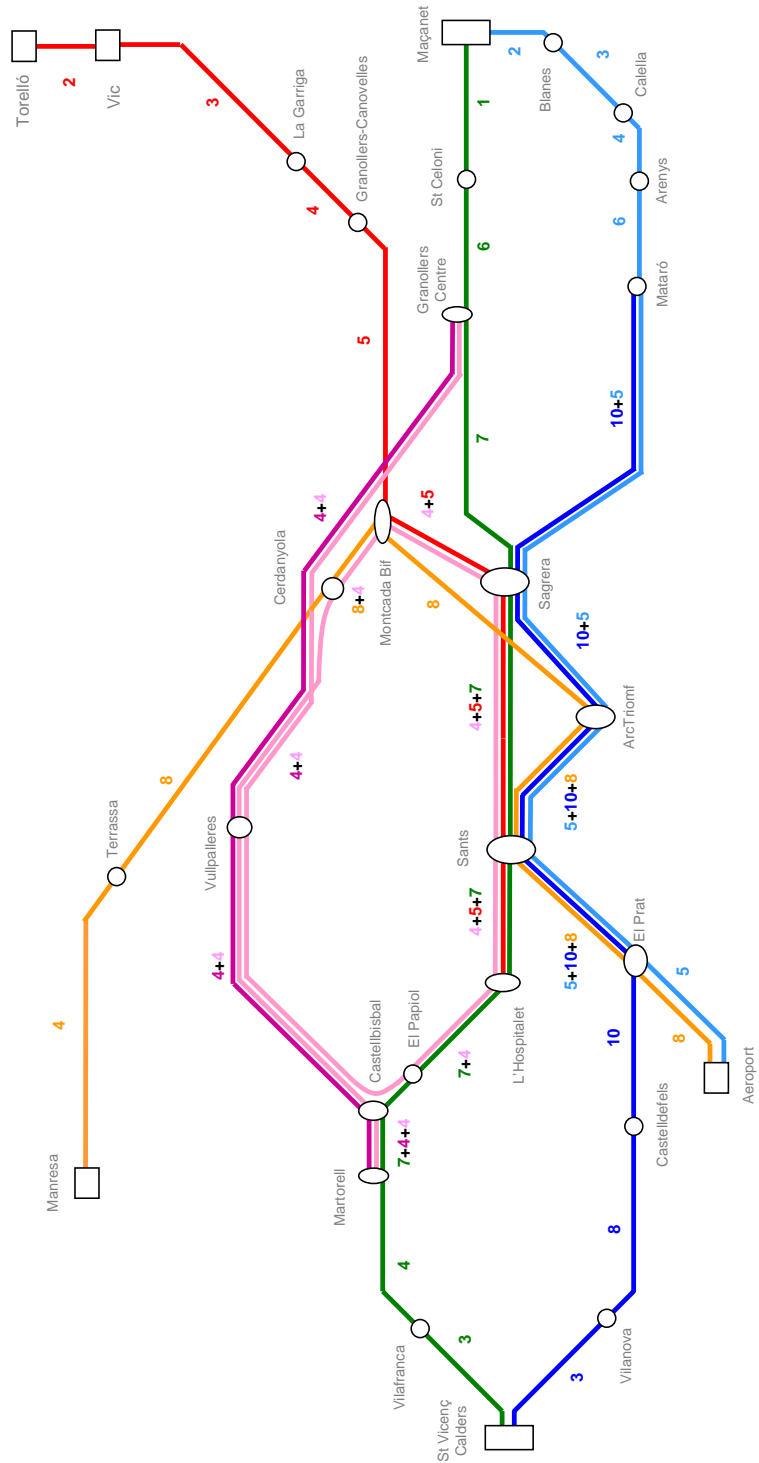 Torelló
Manresa
4
2
Vic
Terrassa
8
3
Vullpalleres
4+4
Cerdanyola
4+4
La Garriga
4
4+4
Martorell
8+4
Granollers-Canovelles
5
Castellbisbal
Montcada Bif
Vilafranca
4
7+4+4
El Papiol
Granollers
Centre
Maçanet
4+5
8
St Celoni
St Vicenç
Calders
3
7+4
Sants
4+5+7
4+5+7
7
6
1
2
L'Hospitalet
Sagrera
Blanes
3
3
5+10+8
5+10+8
10+5
Vilanova
8
10
10+5
4
6
ArcTriomf
El Prat
Calella
Castelldefels
Arenys
Mataró
8
5
Aeroport